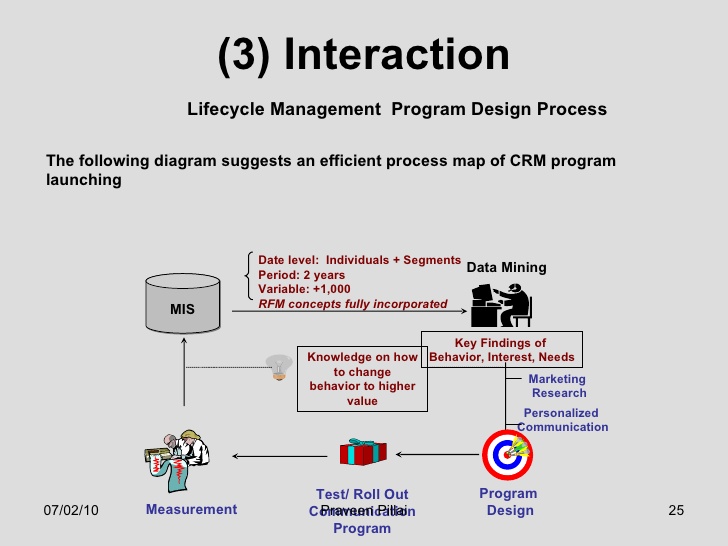 (3) Interaction
Lifecycle Management Program Design Process
The following diagram suggests an efficient process map of CRM program
launching
Date level: Individuals + Segments
Period: 2 years
Variable: +1,000
RFM concepts fully incorporated
Data Mining
MIS
Key Findings of
Behavior, Interest, Needs
Knowledge on how
to change
behavior to higher
value
Marketing
Research
Personalized
Communication
Measurement
Test/ Roll Out
Communication
Program
Program
Design
07/02/10
Praveen Pillai
25